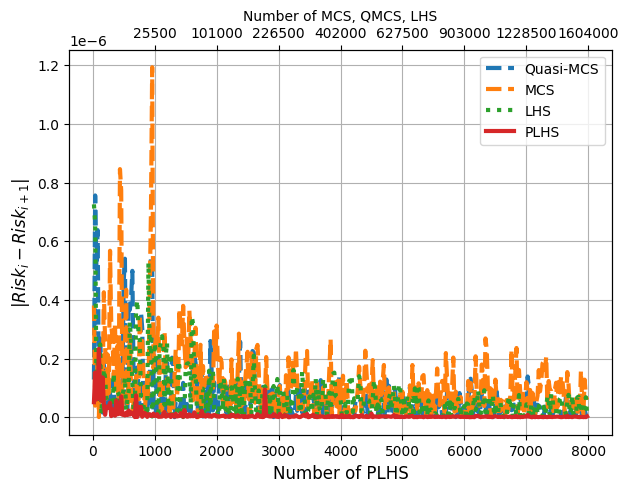 Number of MCS, QMCS, LHS
25500 101000 226500 402000 627500 903000 1228500 1604000
1e−6
Quasi-MCS
MCS
LHS
PLHS
1.2
1.0
0.8
0.6
0.4
0.2
0.0
|Risk_i − Risk_{i+1}|
0 1000 2000 3000 4000 5000 6000 7000 8000
Number of PLHS